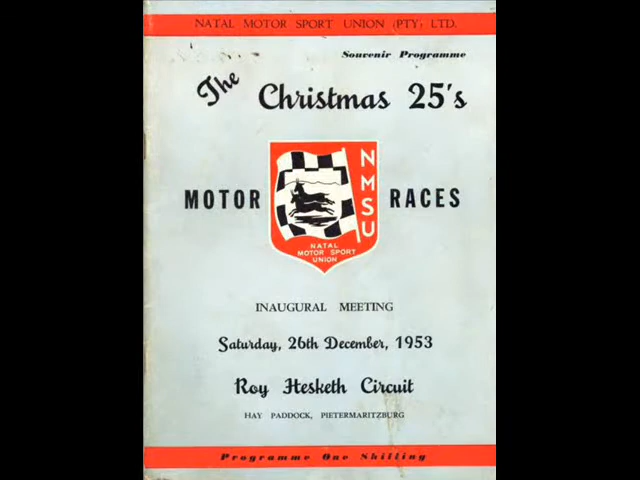 NATAL MOTOR SPORT UNION (PTY) LTD.
Souvenir Programme
The
Christmas 25's
MOTOR RACES
NMSU
NATAL
MOTOR SPORT
UNION
INAUGURAL MEETING
Saturday, 26th December, 1953
Roy Hesketh Circuit
HAY PADDOCK, PIETERMARITZBURG
Programme One Shilling